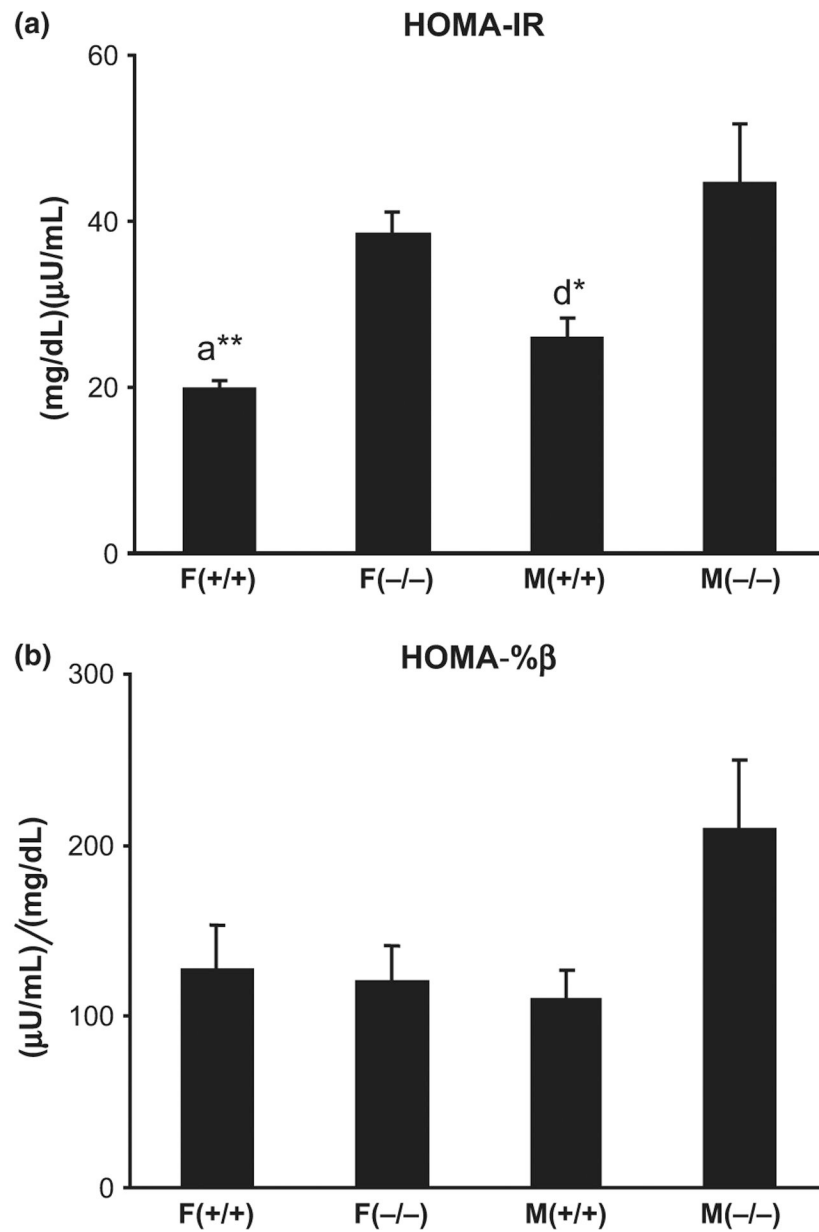 (a)
HOMA-IR
(mg/dL)(μU/mL)
60
40
20
0
a**
d*
F(+/+) F(–/–) M(+/+) M(–/–)
(b)
HOMA-%β
(μU/mL)/(mg/dL)
300
200
100
0
F(+/+) F(–/–) M(+/+) M(–/–)